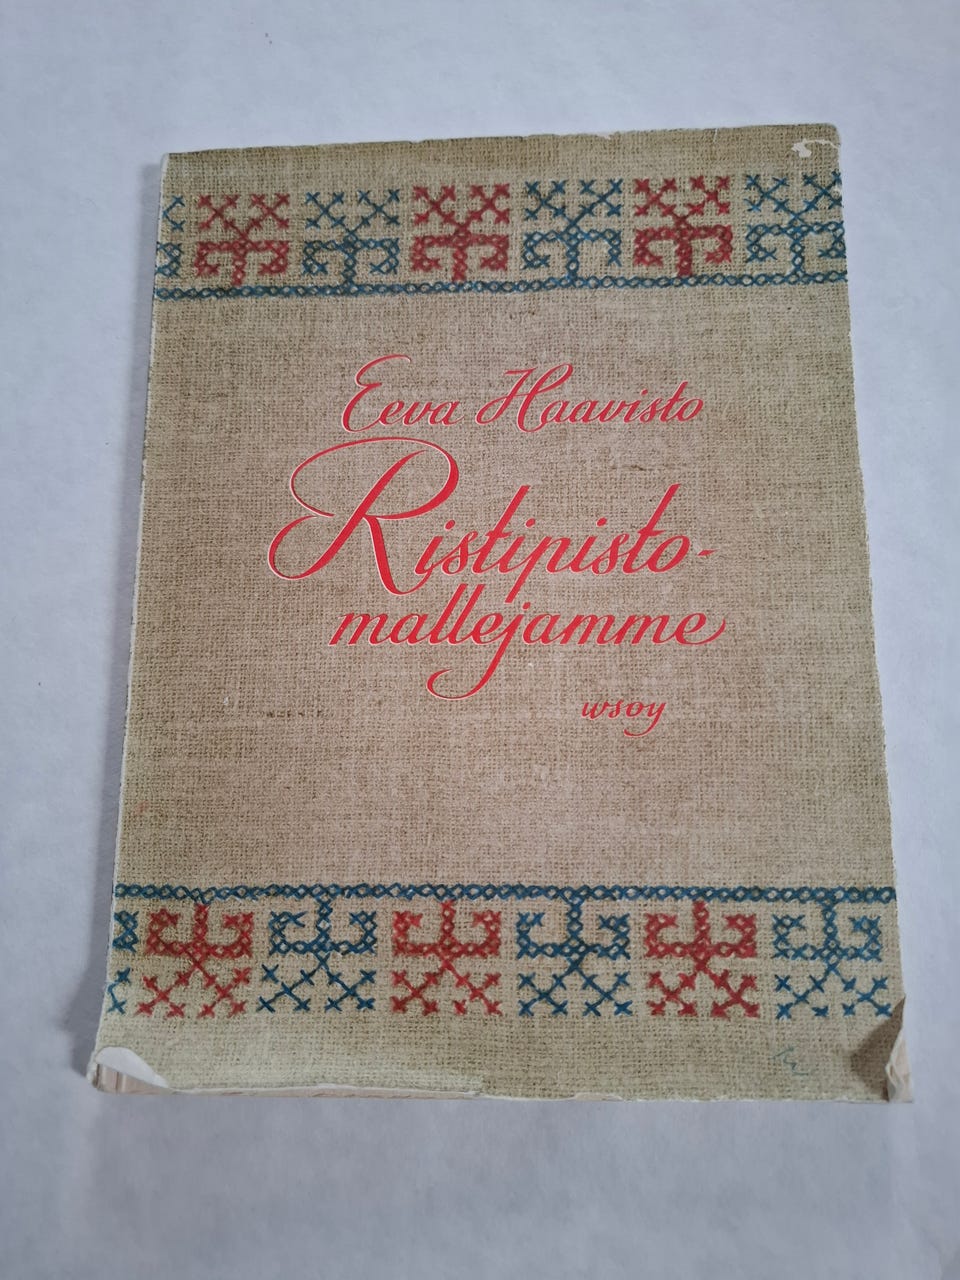 Eeva Haavisto
Ristipisto-
mallejamme
wsoy